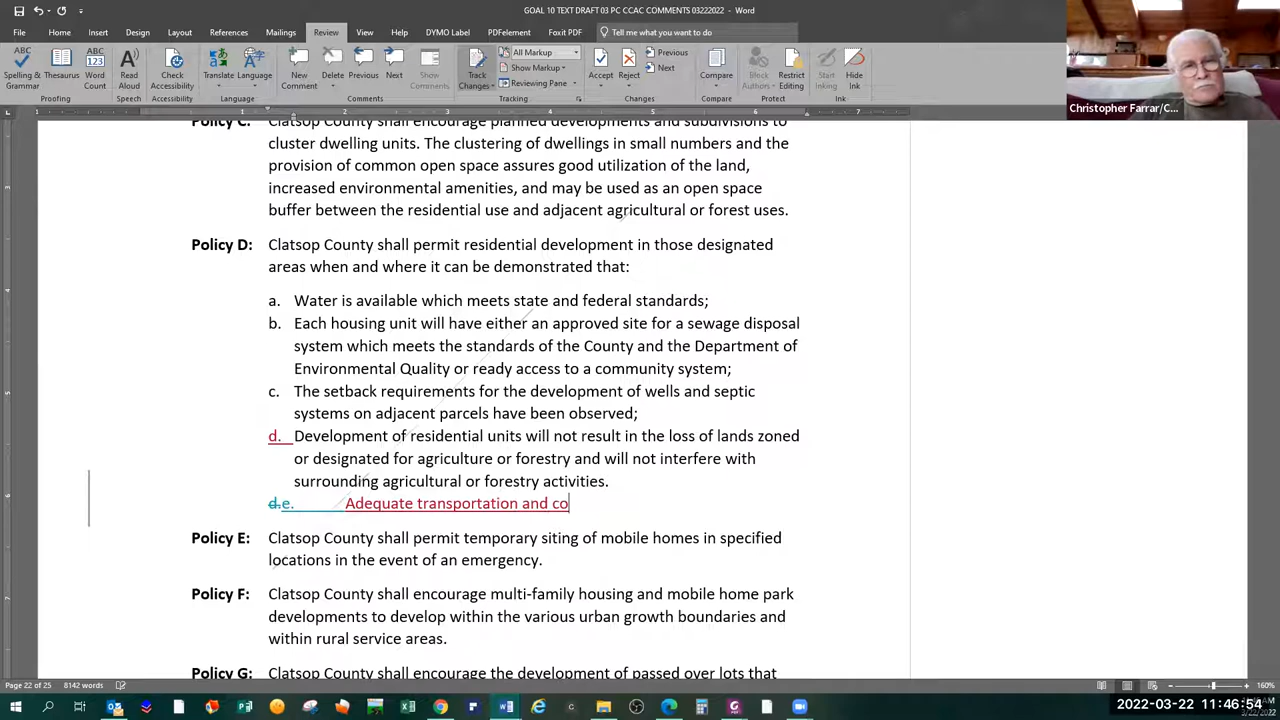 GOAL 10 TEXT DRAFT 03 PC CCAC COMMENTS 03222022 - Word
File Home Insert Design Layout References Mailings Review View Help DYMO Label PDFelement Foxit PDF Tell me what you want to do
Spelling & Grammar Thesaurus Word Count Read Aloud Check Accessibility Translate Language New Comment Delete Previous Next Show Comments Track Changes All Markup Show Markup Reviewing Pane Accept Reject Previous Next Compare Block Authors Restrict Editing Start Inking Hide Ink
Proofing Speech Accessibility Language Comments Tracking Changes Compare Protect Ink
Christopher Farrar/C...
Policy C: Clatsop County shall encourage planned developments and subdivisions to
cluster dwelling units. The clustering of dwellings in small numbers and the
provision of common open space assures good utilization of the land,
increased environmental amenities, and may be used as an open space
buffer between the residential use and adjacent agricultural or forest uses.
Policy D: Clatsop County shall permit residential development in those designated
areas when and where it can be demonstrated that:
a. Water is available which meets state and federal standards;
b. Each housing unit will have either an approved site for a sewage disposal
system which meets the standards of the County and the Department of
Environmental Quality or ready access to a community system;
c. The setback requirements for the development of wells and septic
systems on adjacent parcels have been observed;
d. Development of residential units will not result in the loss of lands zoned
or designated for agriculture or forestry and will not interfere with
surrounding agricultural or forestry activities.
d.e. Adequate transportation and co
Policy E: Clatsop County shall permit temporary siting of mobile homes in specified
locations in the event of an emergency.
Policy F: Clatsop County shall encourage multi-family housing and mobile home park
developments to develop within the various urban growth boundaries and
within rural service areas.
Policy G: Clatsop County shall encourage the development of passed over lots that
Page 22 of 25 8142 words 160%
2022-03-22 11:46:54